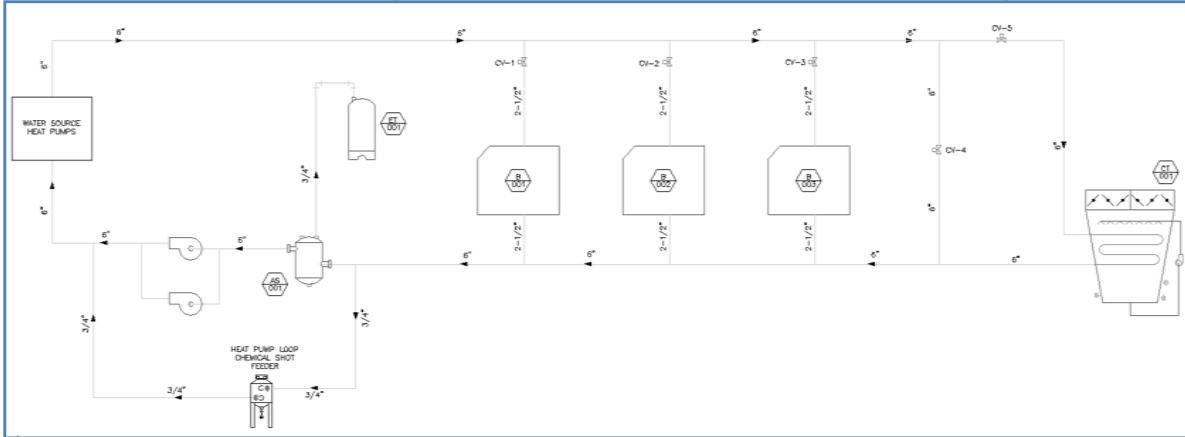 6"
6"
6"
6"
CV-5
CV-1
CV-2
CV-3
6"
2-1/2"
2-1/2"
2-1/2"
6"
WATER SOURCE
HEAT PUMPS
ET
001
CV-4
6"
3/4"
B
001
B
002
B
003
CT
001
6"
2-1/2"
2-1/2"
2-1/2"
6"
6"
6"
6"
6"
6"
6"
AS
001
3/4"
3/4"
HEAT PUMP LOOP
CHEMICAL SHOT
FEEDER
3/4"
3/4"